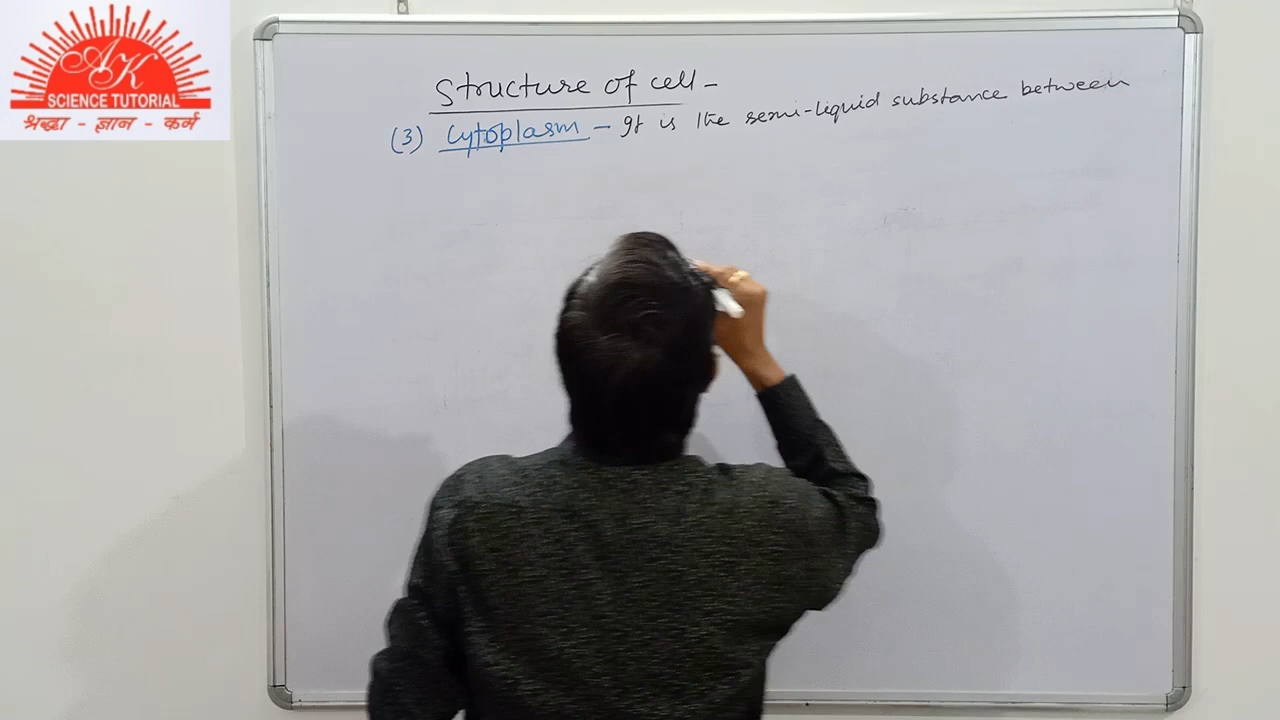 AK
SCIENCE TUTORIAL
श्रद्धा - ज्ञान - कर्म
Structure of cell -
(3) Cytoplasm - It is the semi-liquid substance between